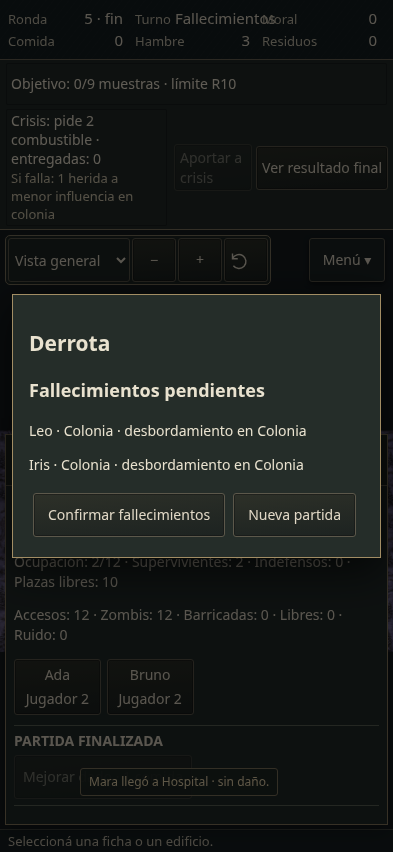 Ronda 5 · fin Turno Fallecimientos Moral 0
Comida 0 Hambre 3 Residuos 0
Objetivo: 0/9 muestras · límite R10
Crisis: pide 2
combustible ·
entregadas: 0
Si falla: 1 herida a
menor influencia en
colonia
Aportar a
crisis
Ver resultado final
Vista general
−
+
Menú ▾
Derrota
Fallecimientos pendientes
Leo · Colonia · desbordamiento en Colonia
Iris · Colonia · desbordamiento en Colonia
Confirmar fallecimientos
Nueva partida
Ocupación: 2/12 · Supervivientes: 2 · Indefensos: 0 ·
Plazas libres: 10
Accesos: 12 · Zombis: 12 · Barricadas: 0 · Libres: 0 ·
Ruido: 0
Ada
Jugador 2
Bruno
Jugador 2
PARTIDA FINALIZADA
Mejorar
Mara llegó a Hospital · sin daño.
Seleccioná una ficha o un edificio.